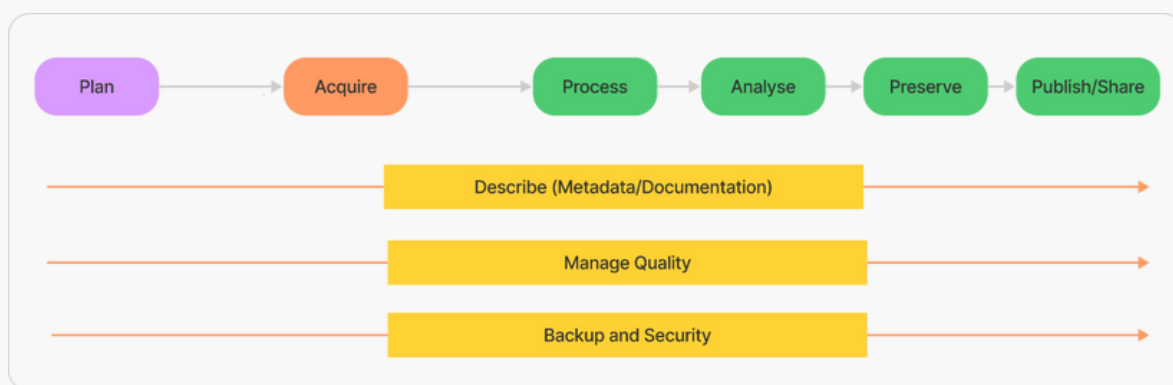 Plan
Acquire
Process
Analyse
Preserve
Publish/Share
Describe (Metadata/Documentation)
Manage Quality
Backup and Security